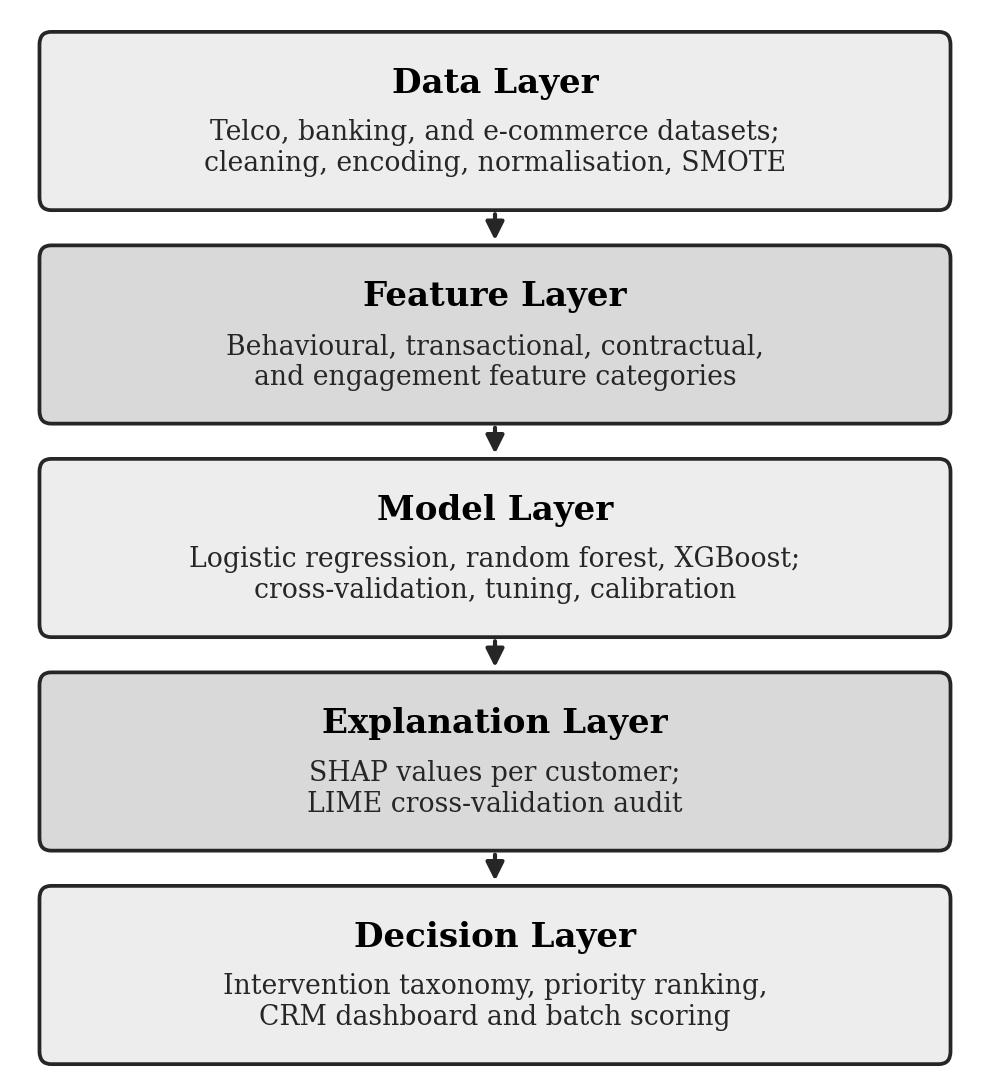 Data Layer
Telco, banking, and e-commerce datasets;
cleaning, encoding, normalisation, SMOTE
Feature Layer
Behavioural, transactional, contractual,
and engagement feature categories
Model Layer
Logistic regression, random forest, XGBoost;
cross-validation, tuning, calibration
Explanation Layer
SHAP values per customer;
LIME cross-validation audit
Decision Layer
Intervention taxonomy, priority ranking,
CRM dashboard and batch scoring